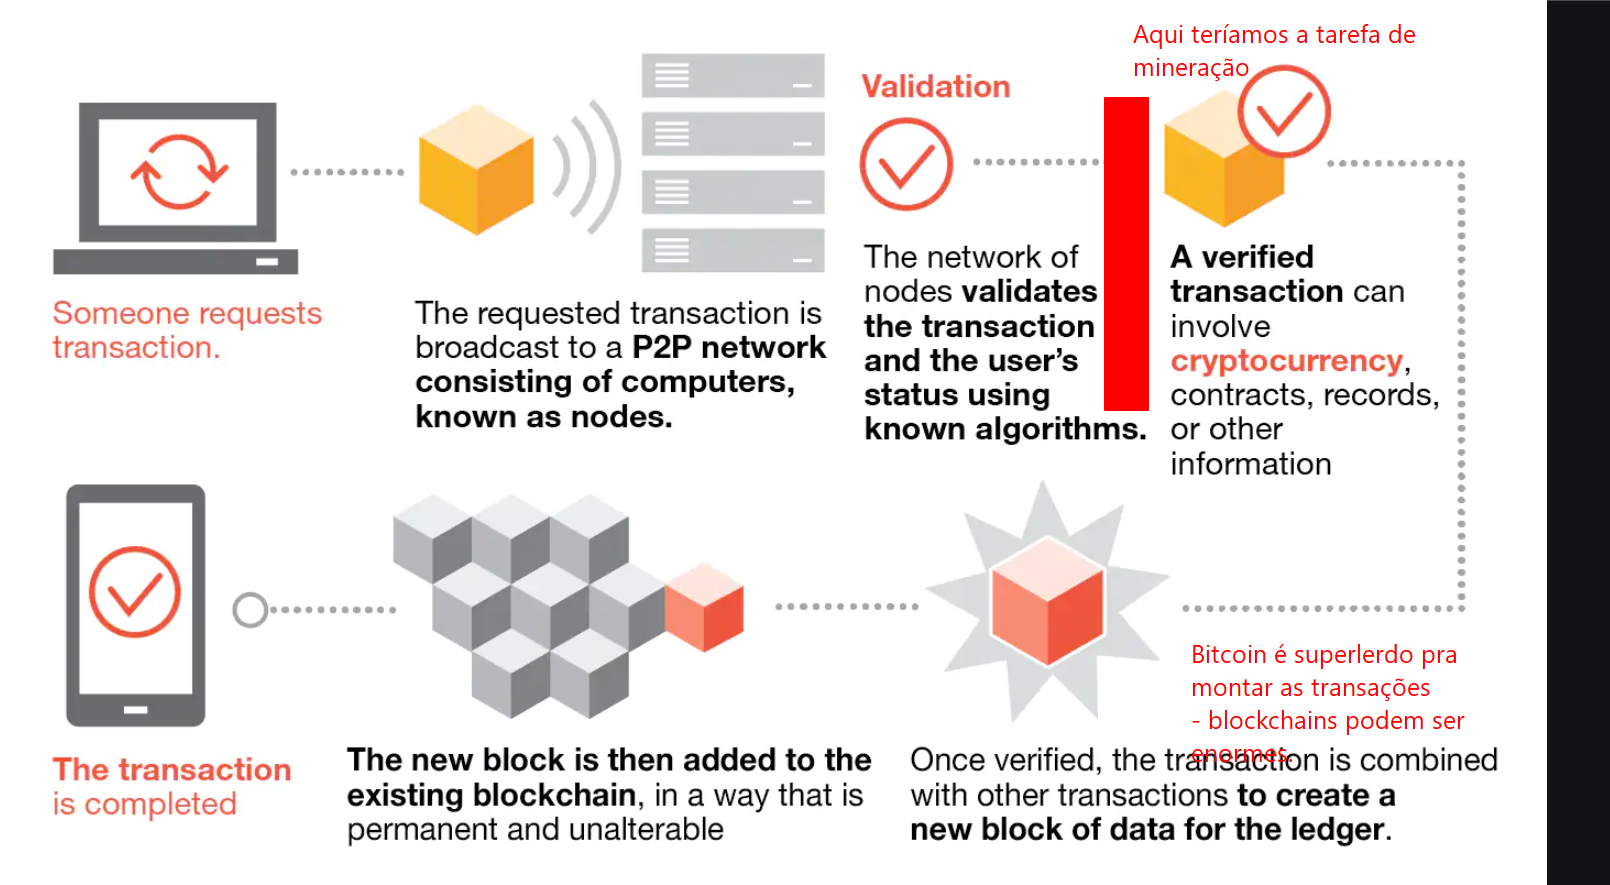 Aqui teríamos a tarefa de
mineração
Someone requests
transaction.
The requested transaction is
broadcast to a P2P network
consisting of computers,
known as nodes.
Validation
The network of
nodes validates
the transaction
and the user's
status using
known algorithms.
A verified
transaction can
involve
cryptocurrency,
contracts, records,
or other
information
Bitcoin é superlerdo pra
montar as transações
- blockchains podem ser
enormes.
Once verified, the transaction is combined
with other transactions to create a
new block of data for the ledger.
The new block is then added to the
existing blockchain, in a way that is
permanent and unalterable
The transaction
is completed